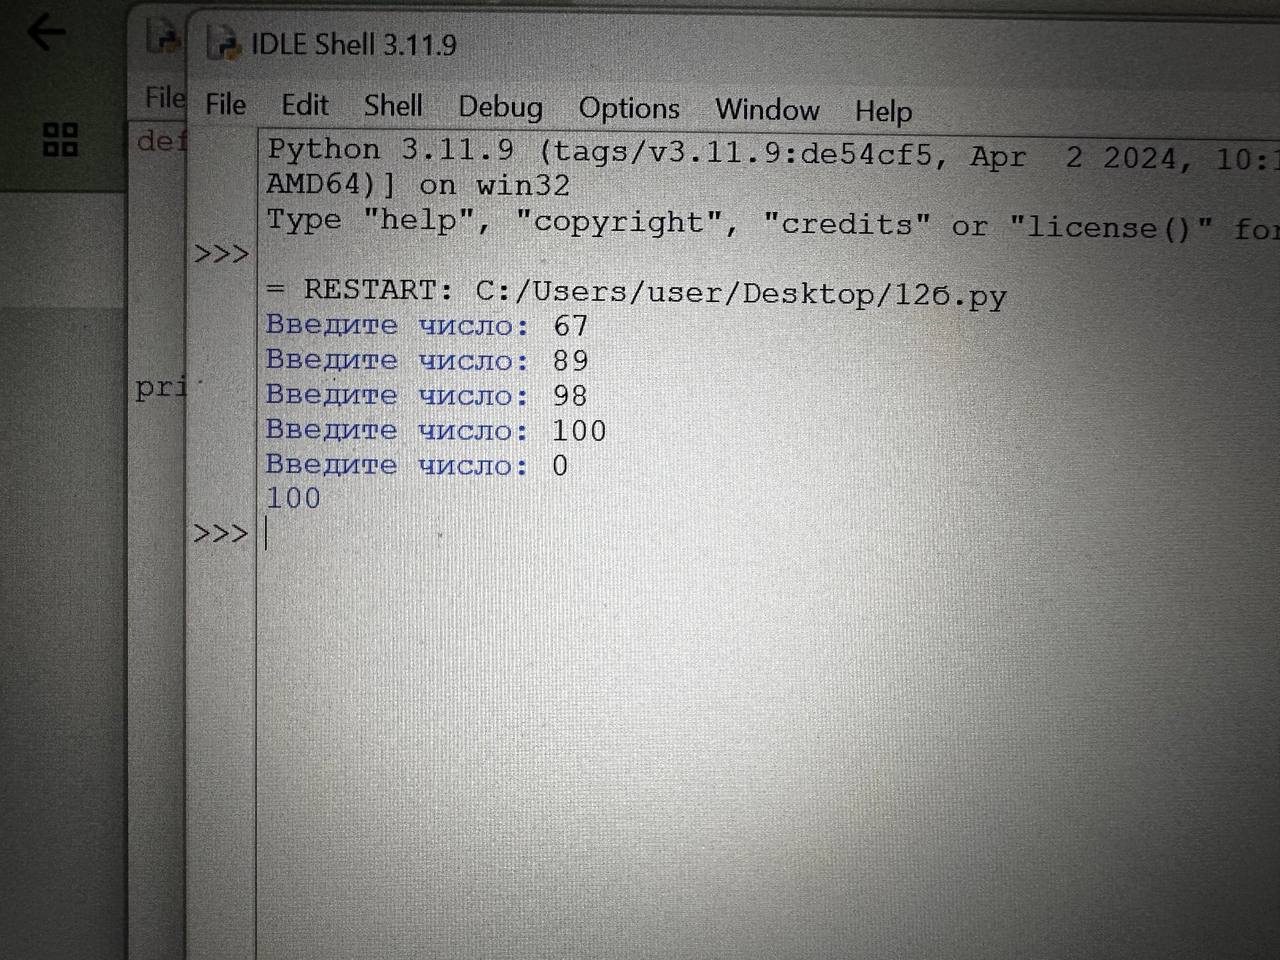 IDLE Shell 3.11.9
File
File Edit Shell Debug Options Window Help
def
Python 3.11.9 (tags/v3.11.9:de54cf5, Apr 2 2024, 10:1
AMD64)] on win32
Type "help", "copyright", "credits" or "license()" for
>>>
= RESTART: C:/Users/user/Desktop/12б.py
Введите число: 67
Введите число: 89
pri
Введите число: 98
Введите число: 100
Введите число: 0
100
>>>